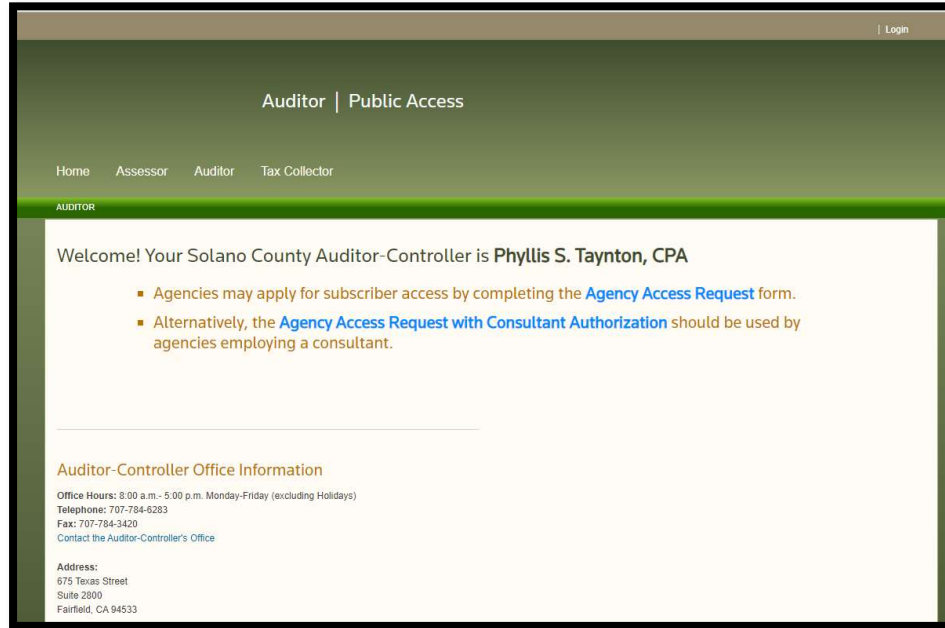 | Login
Auditor | Public Access
Home Assessor Auditor Tax Collector
AUDITOR
Welcome! Your Solano County Auditor-Controller is Phyllis S. Taynton, CPA
▪ Agencies may apply for subscriber access by completing the Agency Access Request form.
▪ Alternatively, the Agency Access Request with Consultant Authorization should be used by
agencies employing a consultant.
Auditor-Controller Office Information
Office Hours: 8:00 a.m.- 5:00 p.m. Monday-Friday (excluding Holidays)
Telephone: 707-784-6283
Fax: 707-784-3420
Contact the Auditor-Controller's Office
Address:
675 Texas Street
Suite 2800
Fairfield, CA 94533